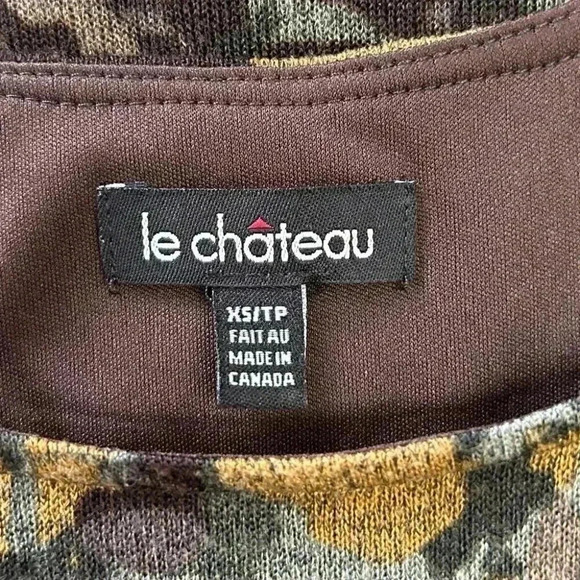 le château
XS/TP
FAIT AU
MADE IN
CANADA